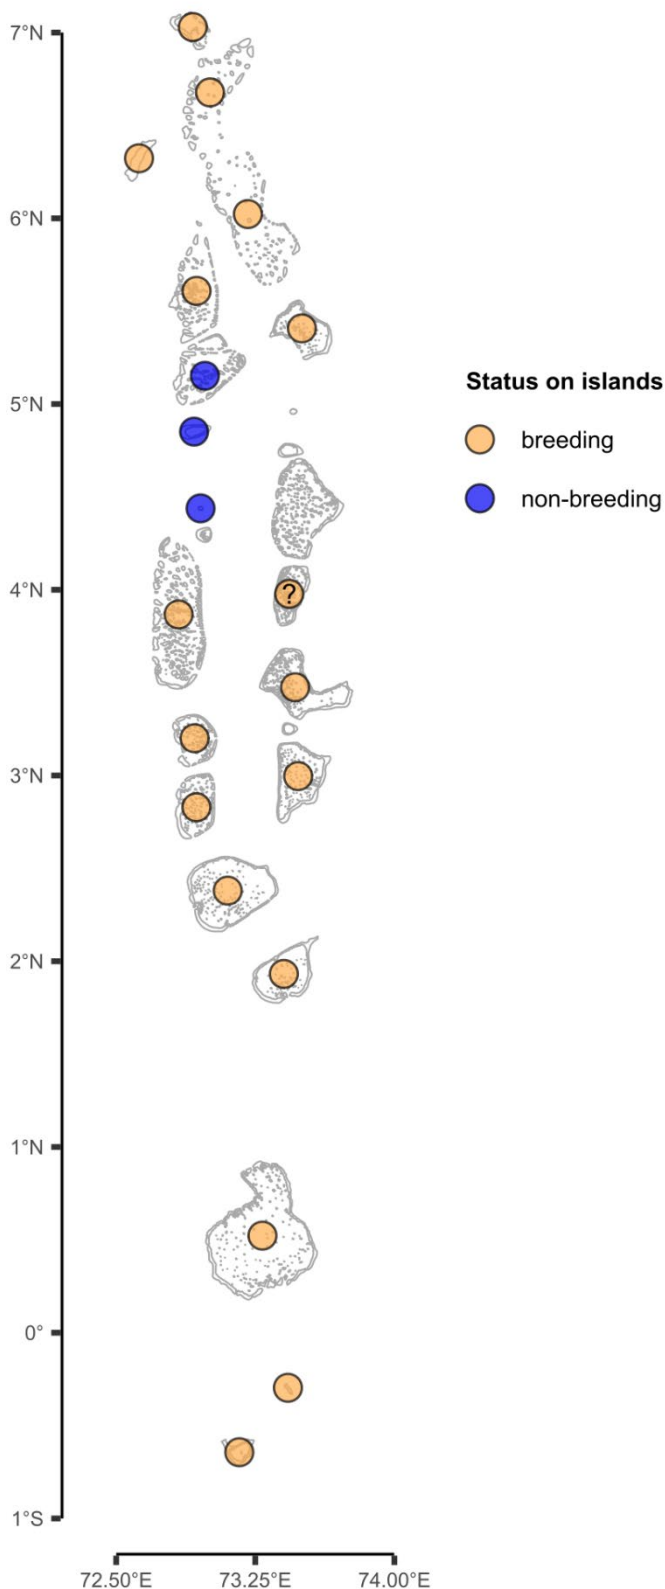 7°N
6°N
5°N
4°N
3°N
2°N
1°N
0°
1°S
72.50°E 73.25°E 74.00°E
?
Status on islands
breeding
non-breeding